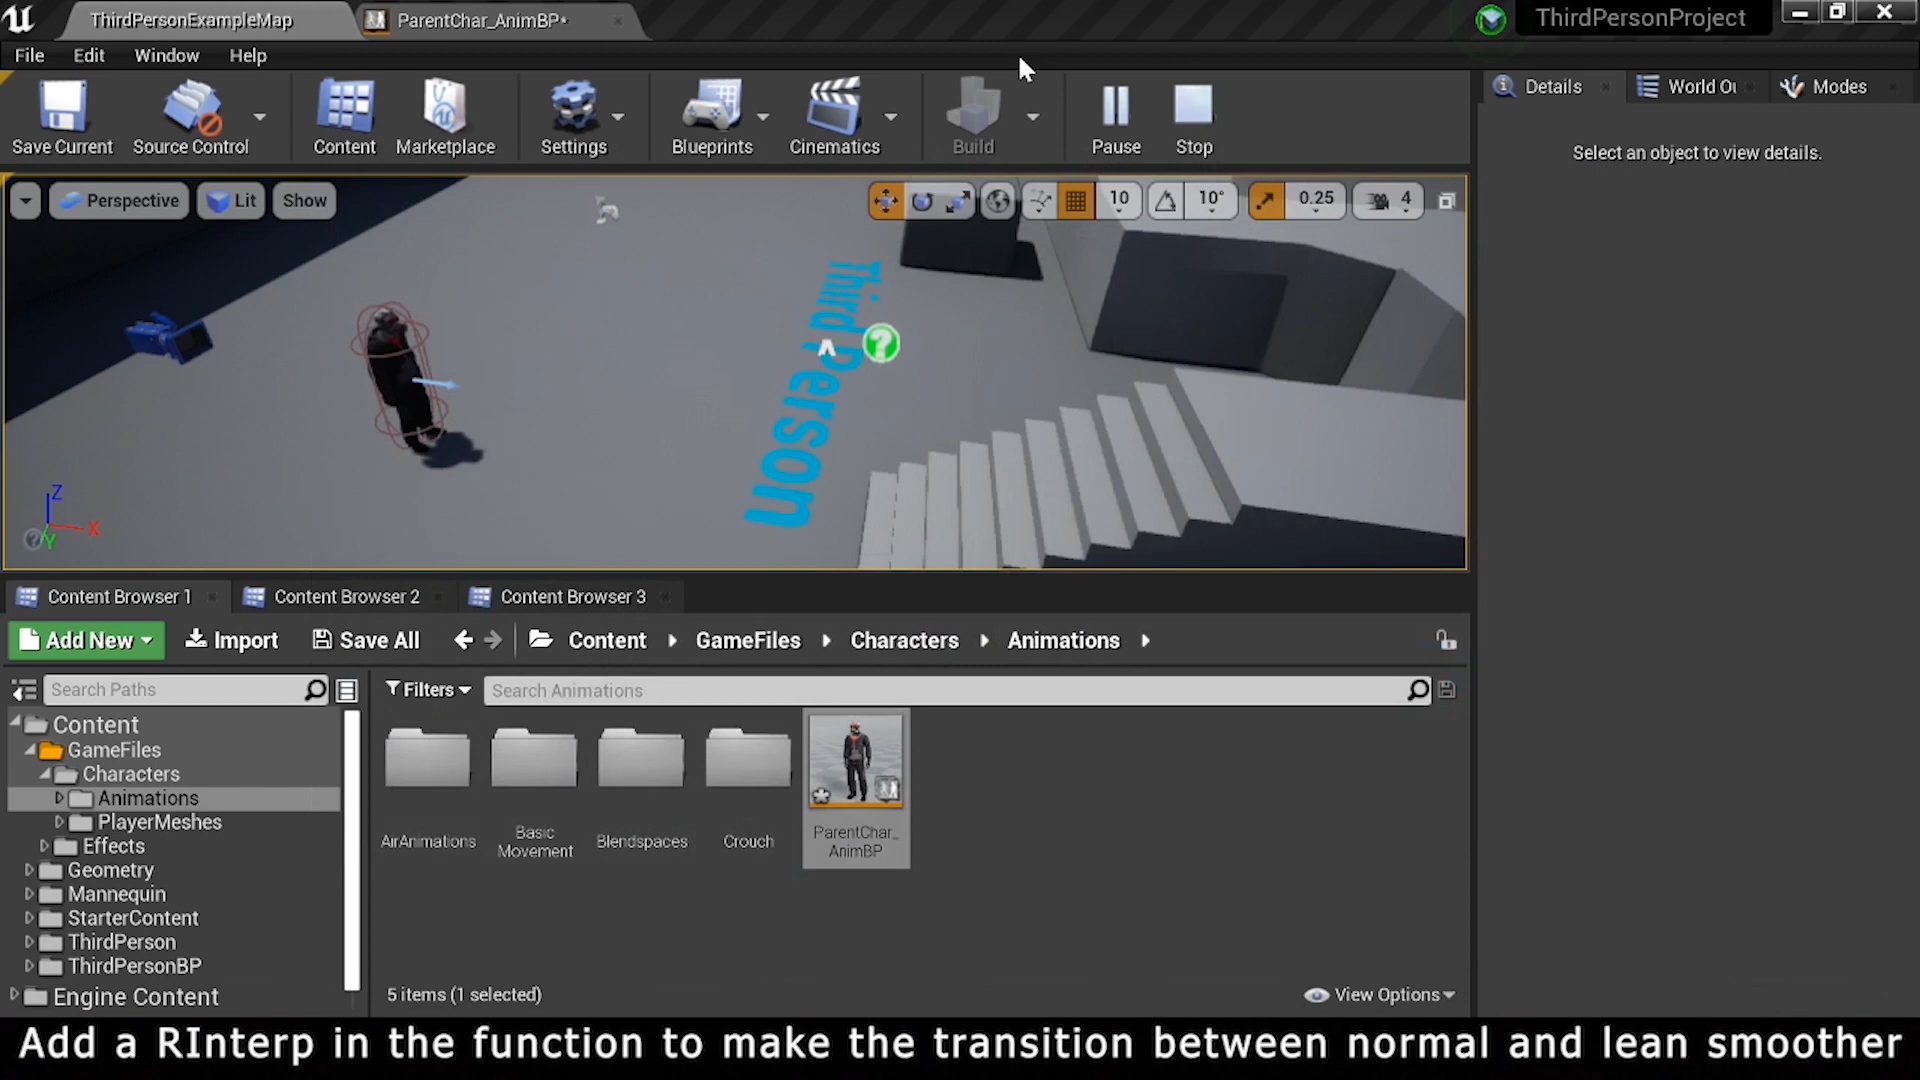 ThirdPersonExampleMap
ParentChar_AnimBP*
ThirdPersonProject
File Edit Window Help
Save Current
Source Control
Content
Marketplace
Settings
Blueprints
Cinematics
Build
Pause
Stop
Details
World Ou
Modes
Select an object to view details.
Perspective
Lit
Show
10
10°
0.25
4
Third Person
Z
X
Y
Content Browser 1
Content Browser 2
Content Browser 3
Add New
Import
Save All
Content
GameFiles
Characters
Animations
Search Paths
Filters
Search Animations
Content
GameFiles
Characters
Animations
PlayerMeshes
Effects
Geometry
Mannequin
StarterContent
ThirdPerson
ThirdPersonBP
Engine Content
AirAnimations
Basic
Movement
Blendspaces
Crouch
ParentChar_
AnimBP
5 items (1 selected)
View Options
Add a RInterp in the function to make the transition between normal and lean smoother